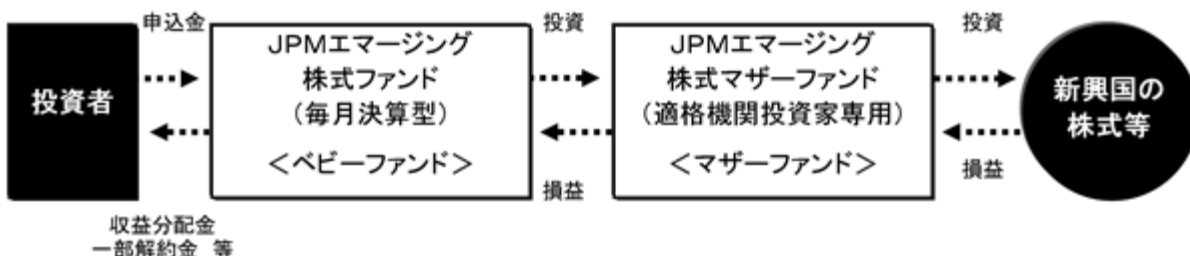 申込金
投資
投資
投資者
JPMエマージング
株式ファンド
(毎月決算型)
<ベビーファンド>
JPMエマージング
株式マザーファンド
(適格機関投資家専用)
<マザーファンド>
新興国の
株式等
損益
損益
収益分配金
一部解約金 等